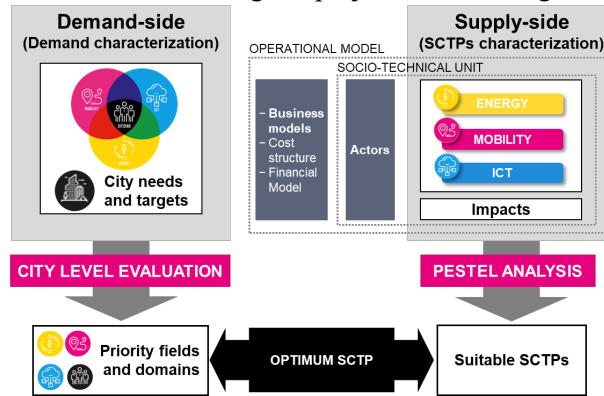 Demand-side
(Demand characterization)
MOBILITY
ICT
CITIZENS
ENERGY
City needs
and targets
CITY LEVEL EVALUATION
Priority fields
and domains
Supply-side
(SCTPs characterization)
OPERATIONAL MODEL
SOCIO-TECHNICAL UNIT
– Business
models
– Cost
structure
– Financial
Model
Actors
ENERGY
MOBILITY
ICT
Impacts
PESTEL ANALYSIS
OPTIMUM SCTP
Suitable SCTPs